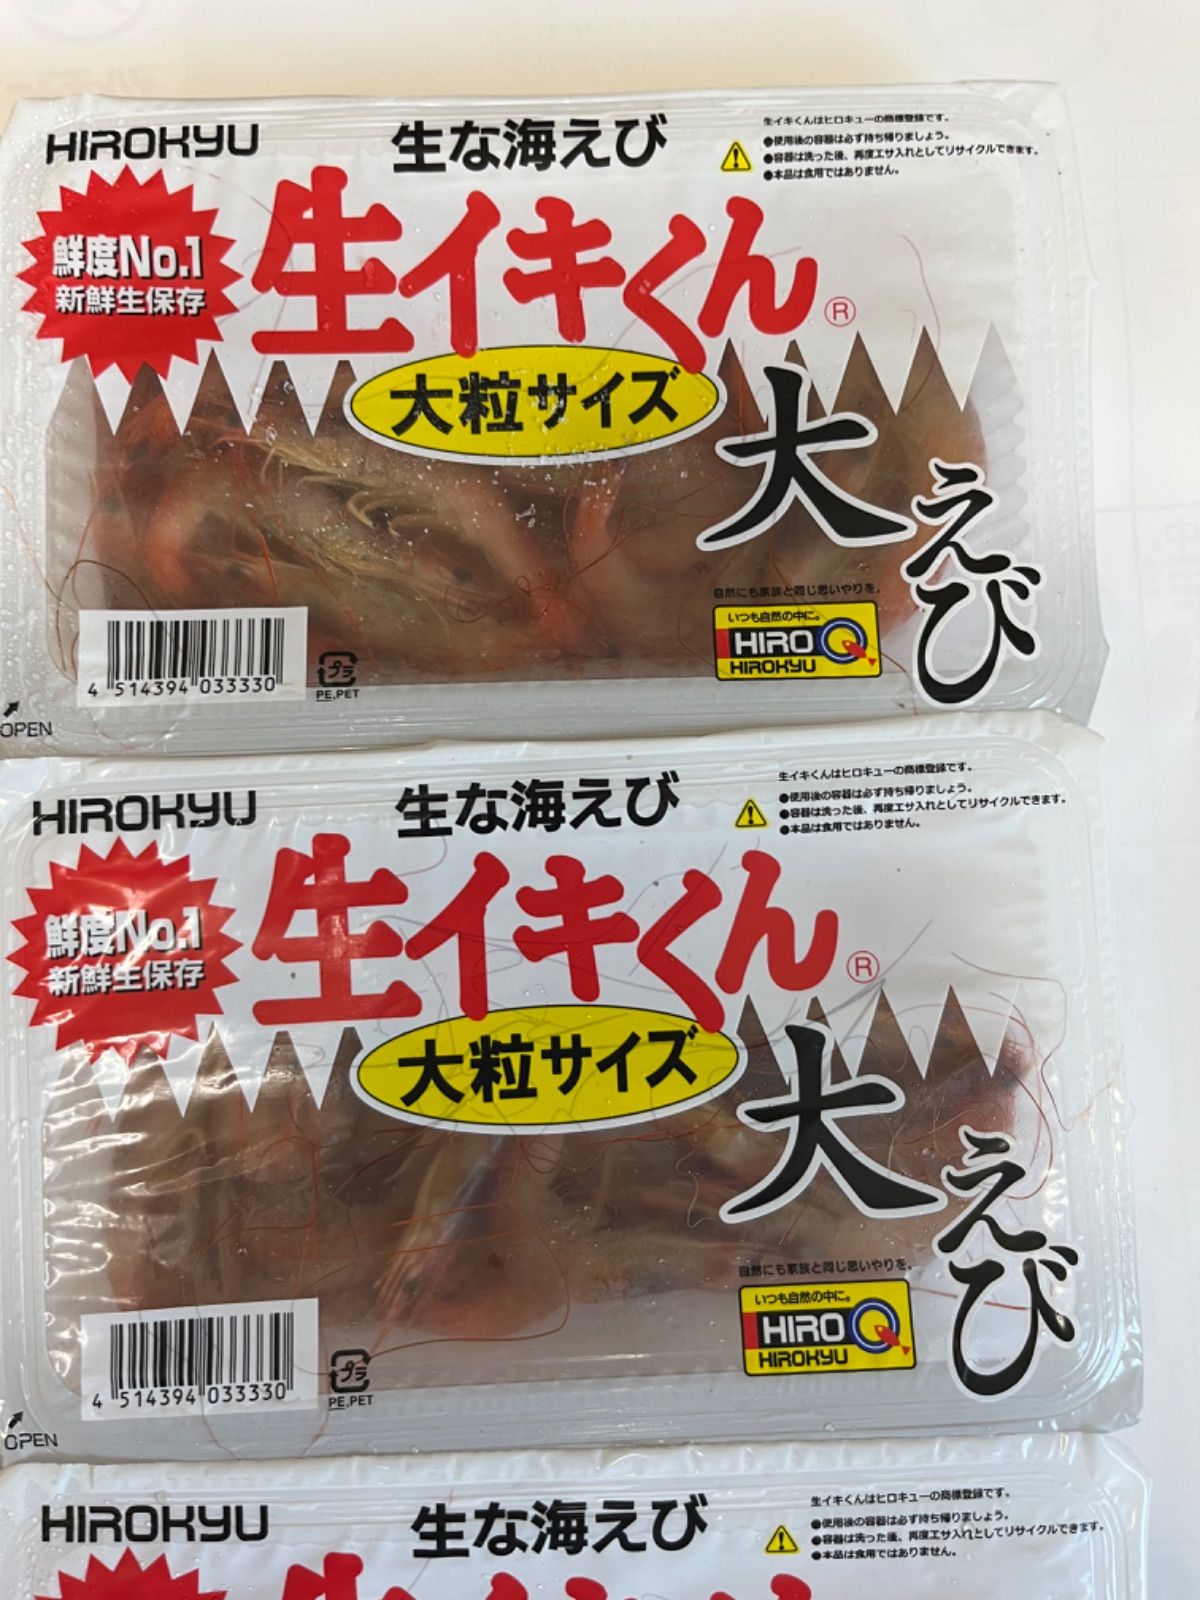 HIROKYU
生な海えび
生イキくんはヒロキューの商標登録です。
●使用後の容器は必ず持ち帰りましょう。
●容器は洗った後、再度エサ入れとしてリサイクルできます。
●本品は食用ではありません。
鮮度No.1
新鮮生保存
生イキくん®
大粒サイズ
大えび
自然にも家族と同じ思いやりを。
いつも自然の中に。
HIROQ
HIROKYU
4 514394 033330
プラ
PE,PET
OPEN
HIROKYU
生な海えび
生イキくんはヒロキューの商標登録です。
●使用後の容器は必ず持ち帰りましょう。
●容器は洗った後、再度エサ入れとしてリサイクルできます。
●本品は食用ではありません。
鮮度No.1
新鮮生保存
生イキくん®
大粒サイズ
大えび
自然にも家族と同じ思いやりを。
いつも自然の中に。
HIROQ
HIROKYU
4 514394 033330
プラ
PE,PET
OPEN
HIROKYU
生な海えび
生イキくんはヒロキューの商標登録です。
●使用後の容器は必ず持ち帰りましょう。
●容器は洗った後、再度エサ入れとしてリサイクルできます。
●本品は食用ではありません。